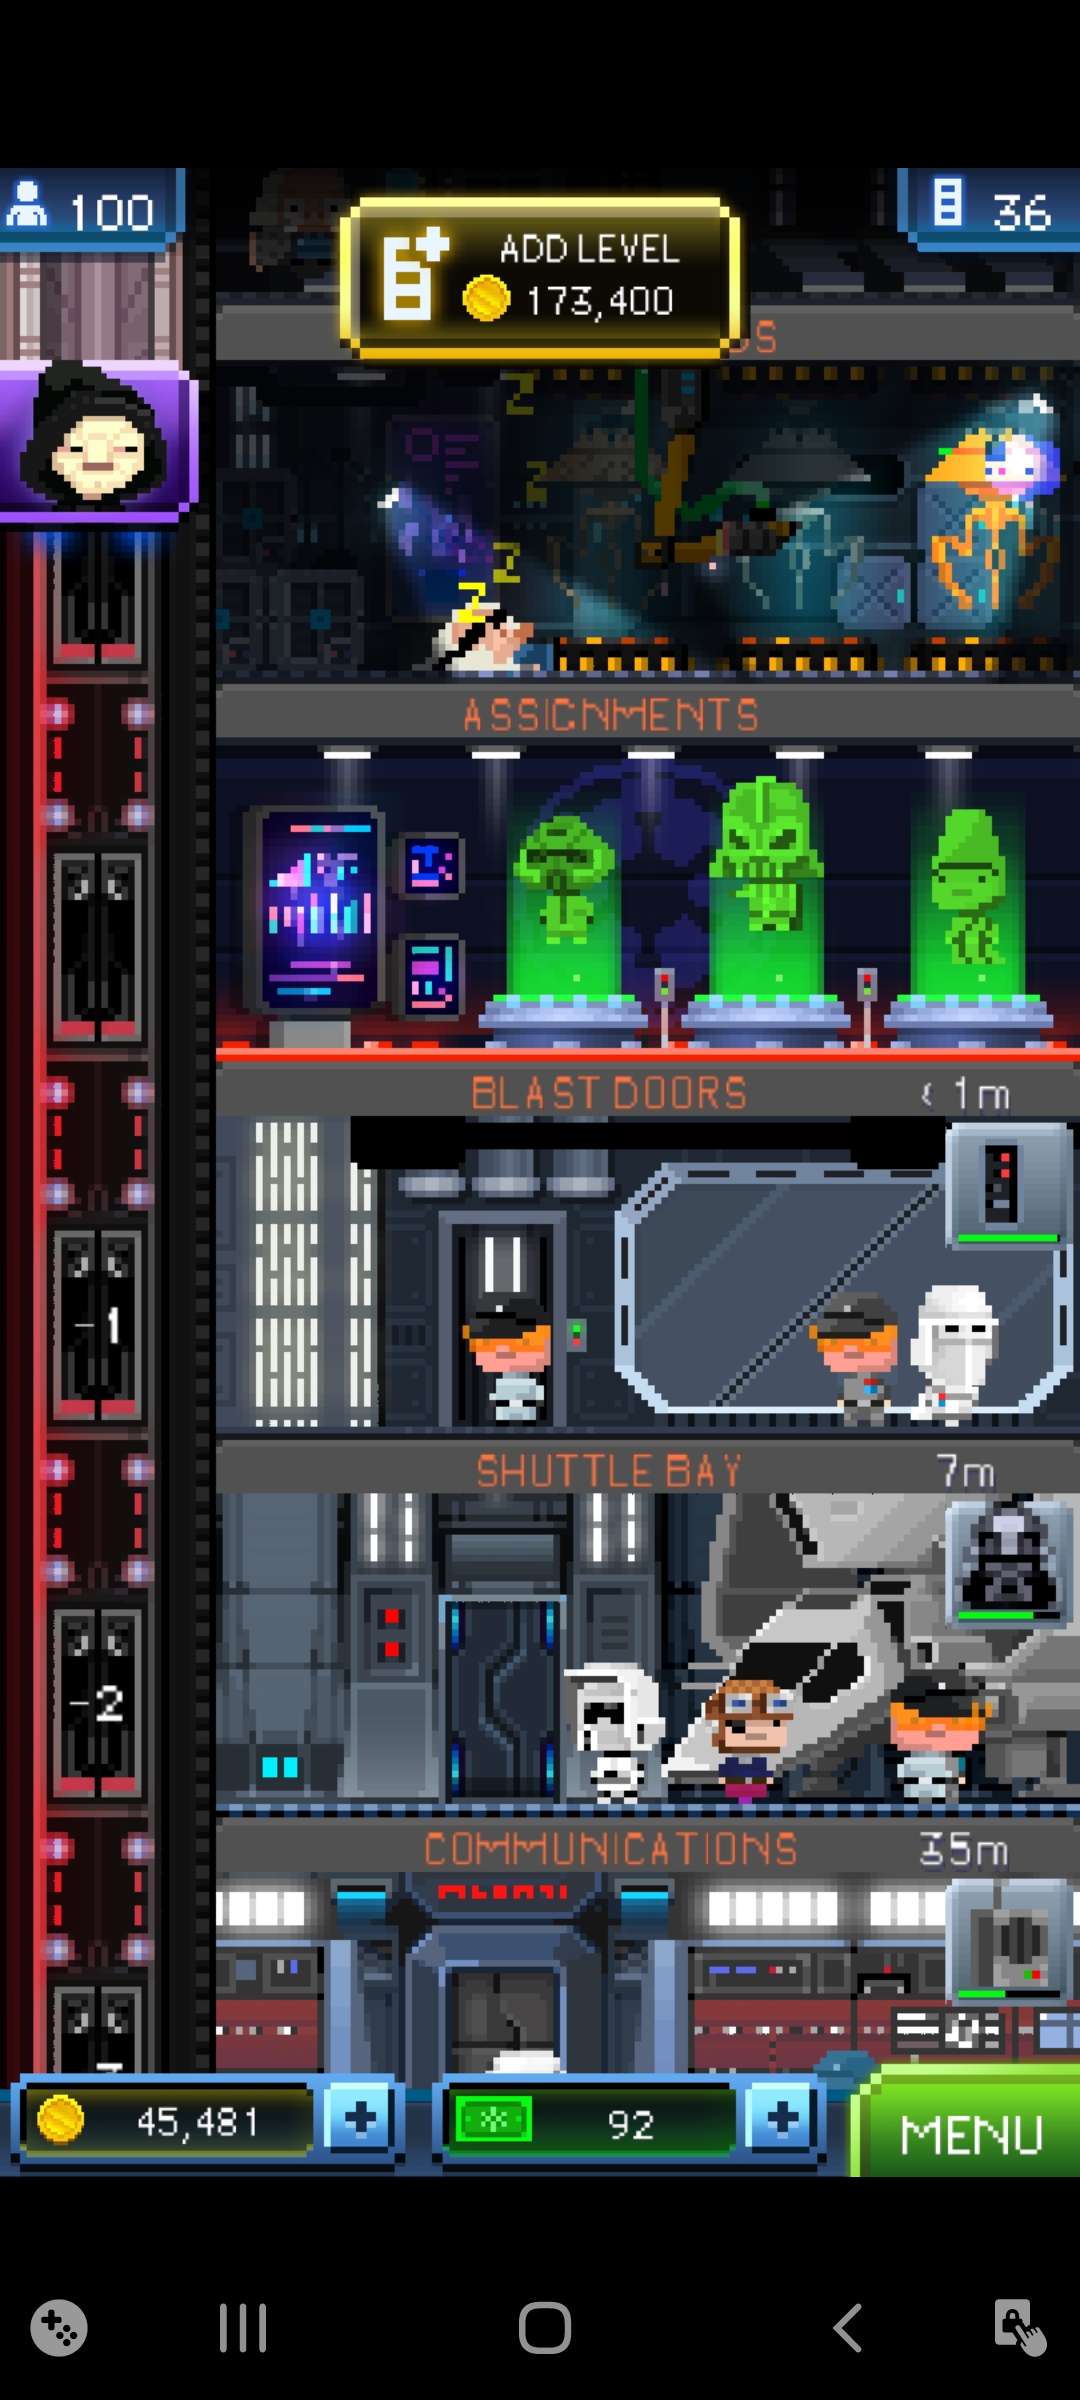 100
36
ADD LEVEL
173,400
DS
Z
Z
Z
Z
ASSIGNMENTS
BLAST DOORS < 1m
-1
SHUTTLE BAY 7m
-2
COMMUNICATIONS 35m
45,481
92
MENU